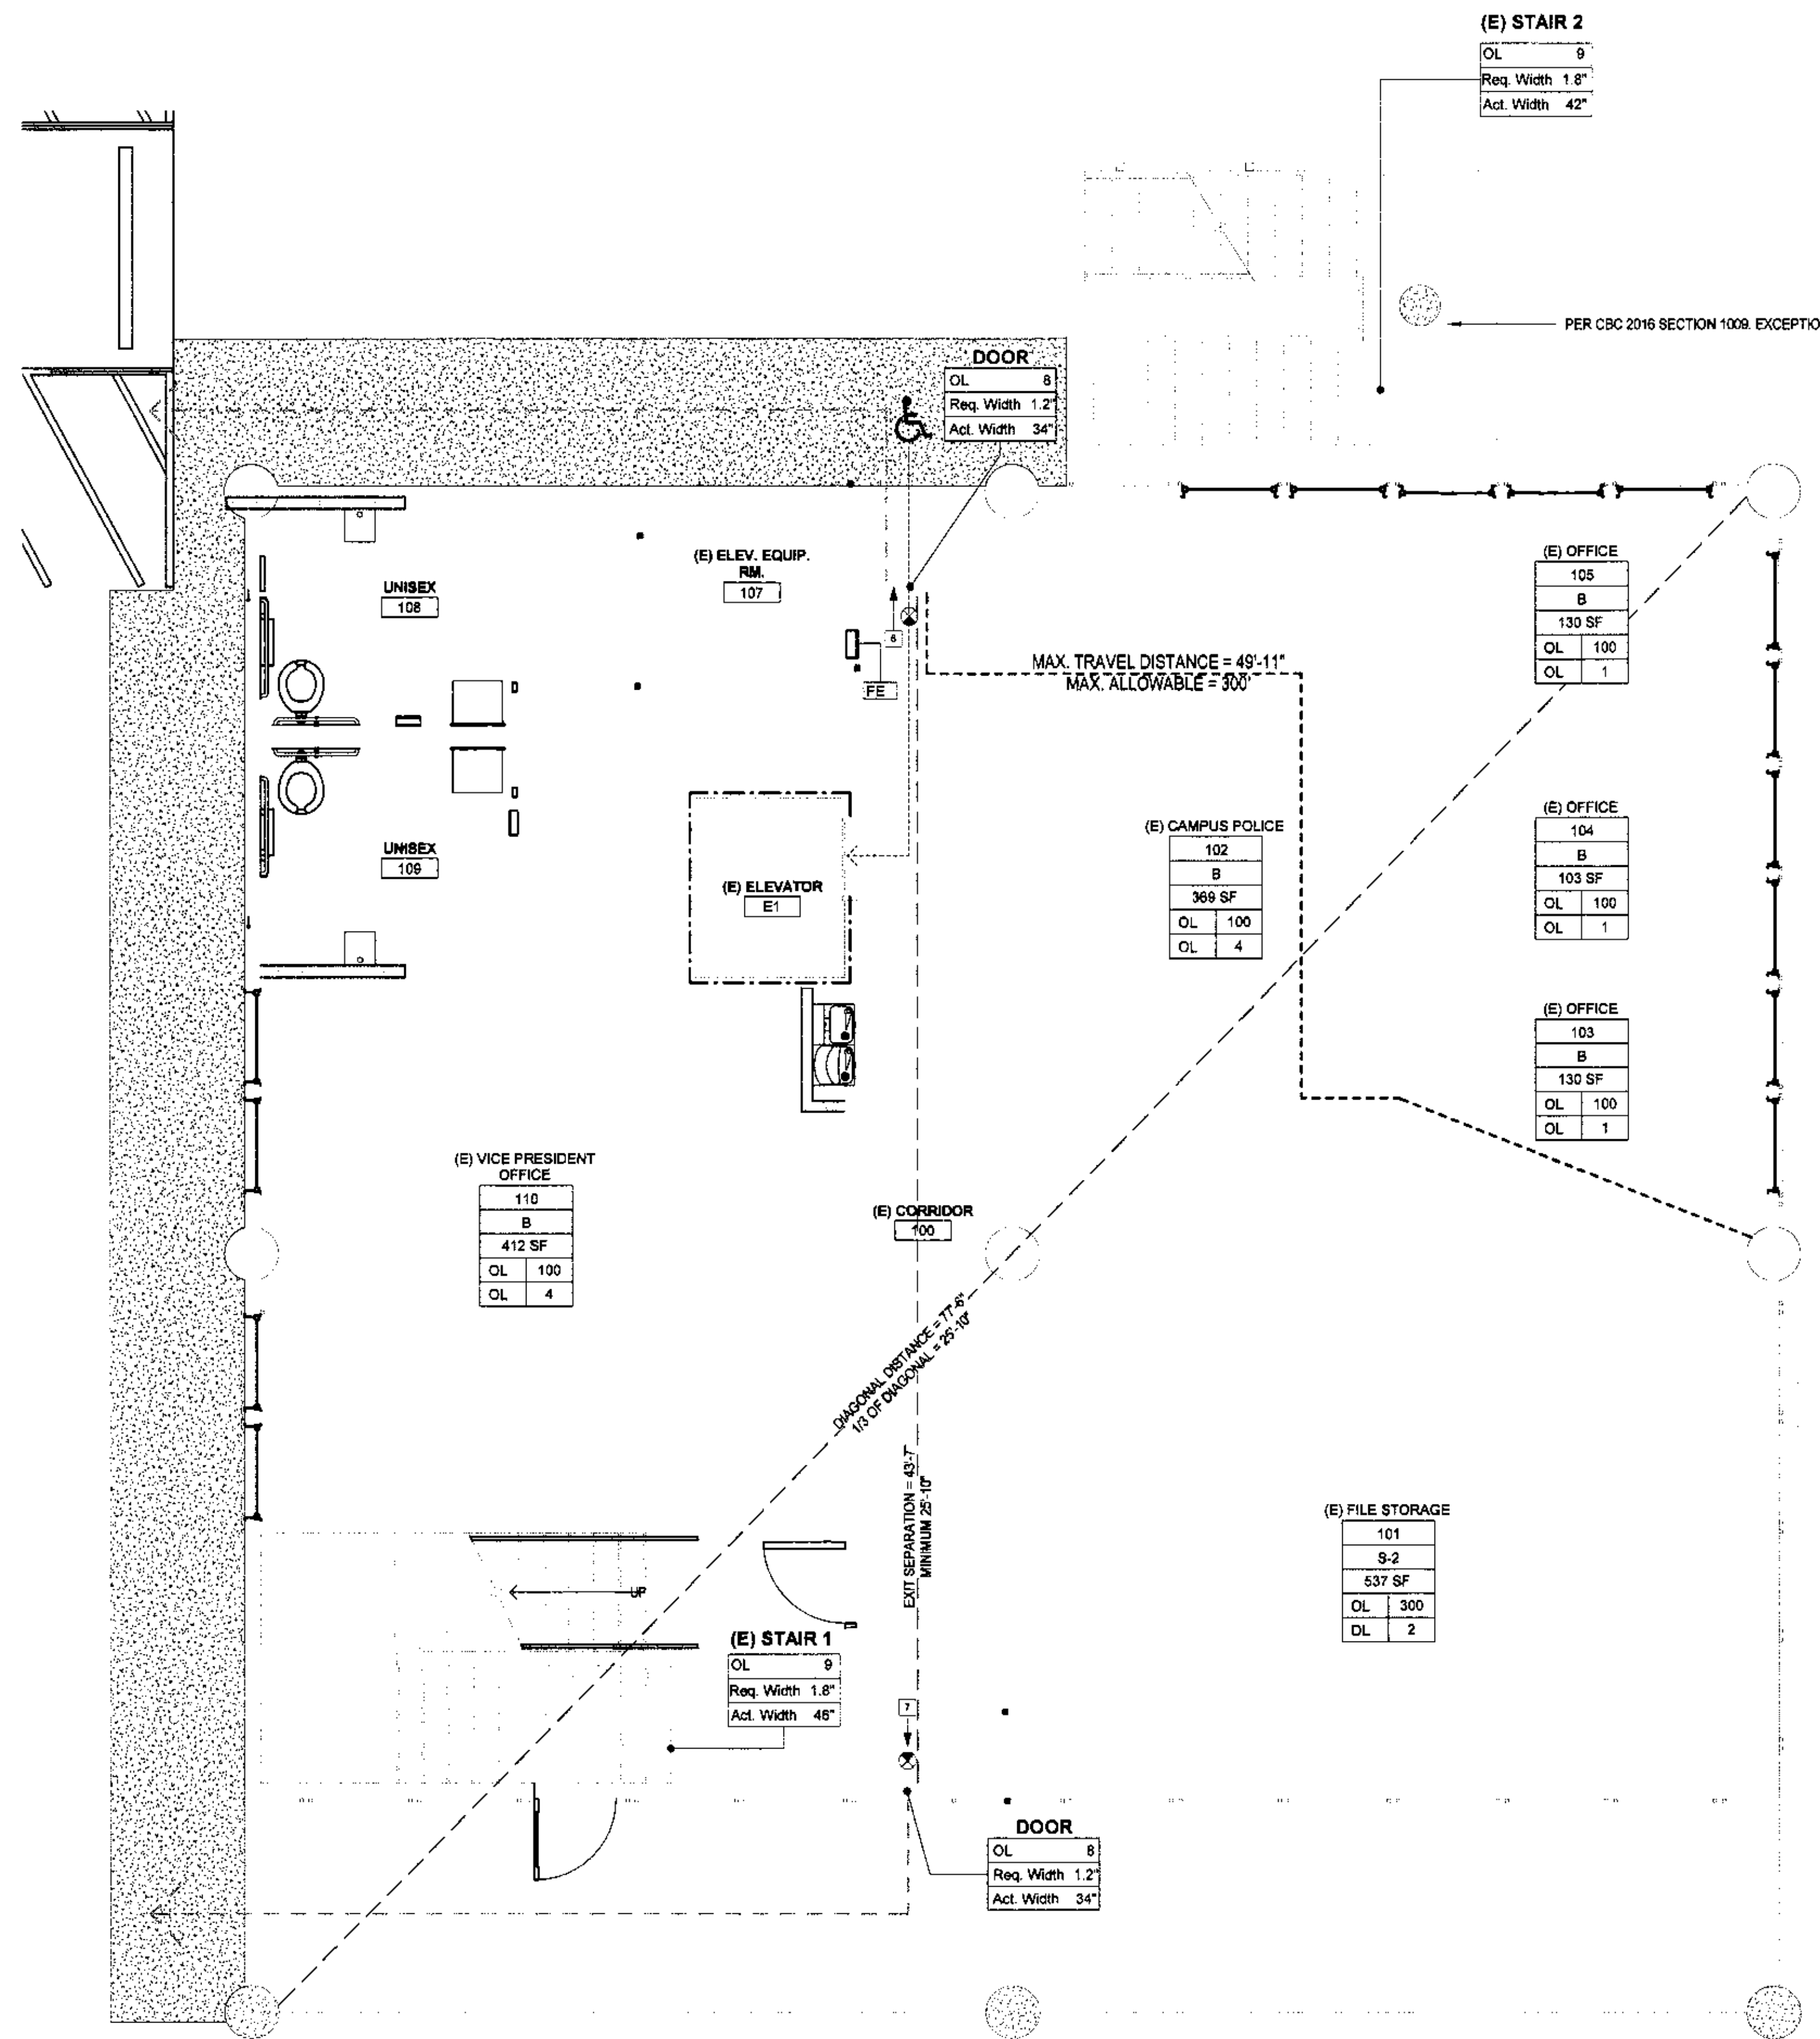 (E) STAIR 2
OL 9
Req. Width 1.8"
Act. Width 42"
PER CBC 2016 SECTION 1009. EXCEPTIO
DOOR
OL 8
Req. Width 1.2"
Act. Width 34"
(E) ELEV. EQUIP.
RM.
107
UNISEX
108
6
FE
MAX. TRAVEL DISTANCE = 49'-11"
MAX. ALLOWABLE = 300'
(E) OFFICE
105
B
130 SF
OL 100
OL 1
UNISEX
109
(E) ELEVATOR
E1
(E) CAMPUS POLICE
102
B
369 SF
OL 100
OL 4
(E) OFFICE
104
B
103 SF
OL 100
OL 1
(E) OFFICE
103
B
130 SF
OL 100
OL 1
(E) VICE PRESIDENT
OFFICE
110
B
412 SF
OL 100
OL 4
(E) CORRIDOR
100
DIAGONAL DISTANCE = 77'-6"
1/3 OF DIAGONAL = 25'-10"
EXIT SEPARATION = 43'-7"
MINIMUM 25'-10"
(E) FILE STORAGE
101
S-2
537 SF
OL 300
OL 2
UP
(E) STAIR 1
OL 9
Req. Width 1.8"
Act. Width 46"
7
DOOR
OL 8
Req. Width 1.2"
Act. Width 34"